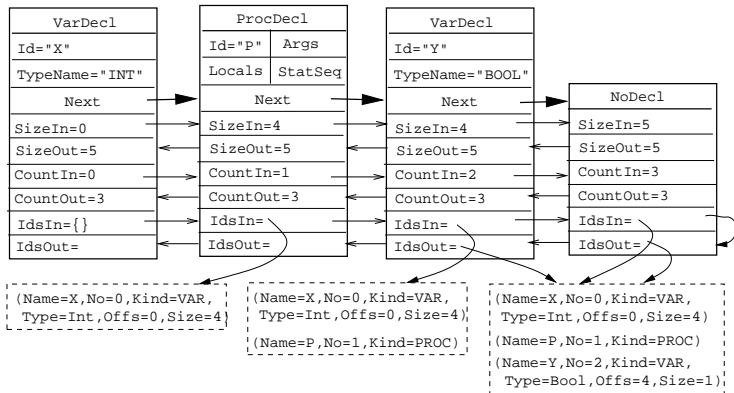 VarDecl
Id="X"
TypeName="INT"
Next
SizeIn=0
SizeOut=5
CountIn=0
CountOut=3
IdsIn={}
IdsOut=
ProcDecl
Id="P" Args
Locals StatSeq
Next
SizeIn=4
SizeOut=5
CountIn=1
CountOut=3
IdsIn=
IdsOut=
VarDecl
Id="Y"
TypeName="BOOL"
Next
SizeIn=4
SizeOut=5
CountIn=2
CountOut=3
IdsIn=
IdsOut=
NoDecl
SizeIn=5
SizeOut=5
CountIn=3
CountOut=3
IdsIn=
IdsOut=
(Name=X,No=0,Kind=VAR,
Type=Int,Offs=0,Size=4)
(Name=X,No=0,Kind=VAR,
Type=Int,Offs=0,Size=4)
(Name=P,No=1,Kind=PROC)
(Name=X,No=0,Kind=VAR,
Type=Int,Offs=0,Size=4)
(Name=P,No=1,Kind=PROC)
(Name=Y,No=2,Kind=VAR,
Type=Bool,Offs=4,Size=1)